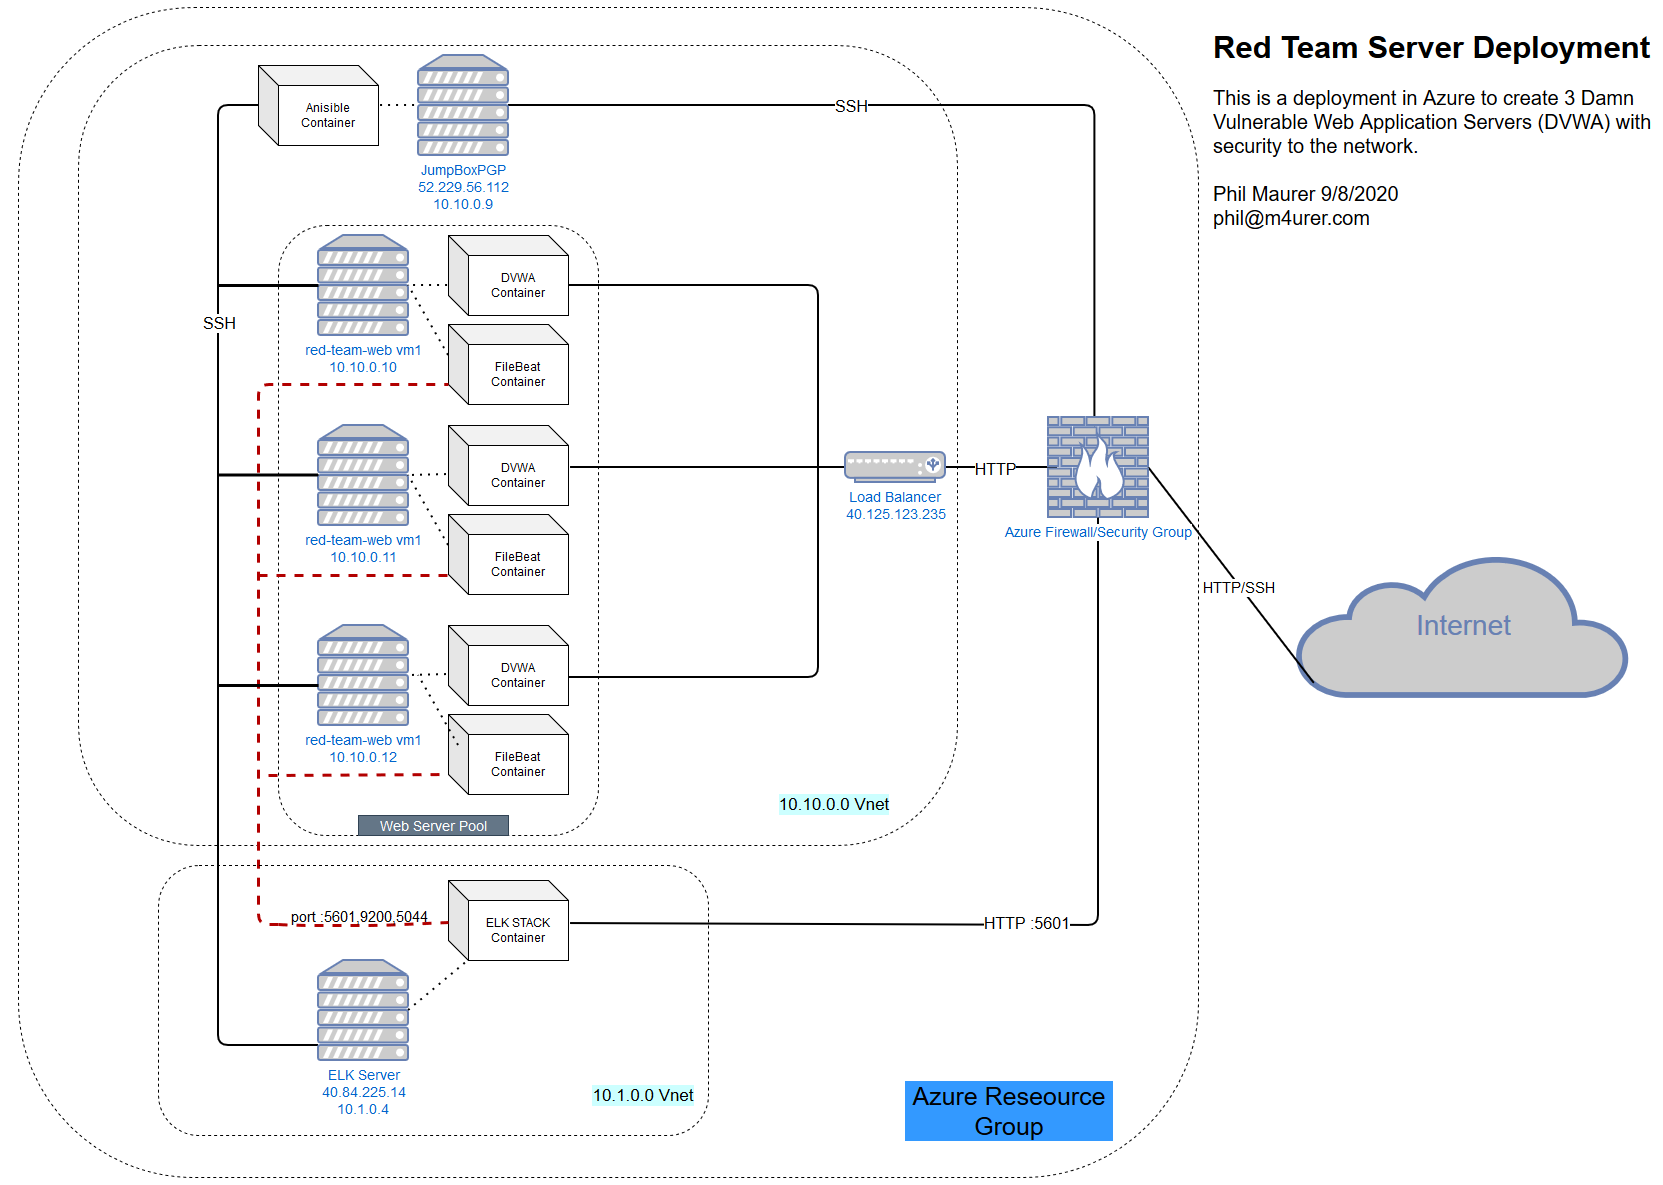 Red Team Server Deployment
This is a deployment in Azure to create 3 Damn
Vulnerable Web Application Servers (DVWA) with
security to the network.
Phil Maurer 9/8/2020
phil@m4urer.com
Anisible
Container
JumpBoxPGP
52.229.56.112
10.10.0.9
SSH
SSH
red-team-web vm1
10.10.0.10
DVWA
Container
FileBeat
Container
red-team-web vm1
10.10.0.11
DVWA
Container
FileBeat
Container
red-team-web vm1
10.10.0.12
DVWA
Container
FileBeat
Container
Web Server Pool
10.10.0.0 Vnet
Load Balancer
40.125.123.235
HTTP
Azure Firewall/Security Group
HTTP/SSH
Internet
port :5601,9200,5044
ELK STACK
Container
HTTP :5601
ELK Server
40.84.225.14
10.1.0.4
10.1.0.0 Vnet
Azure Reseource
Group